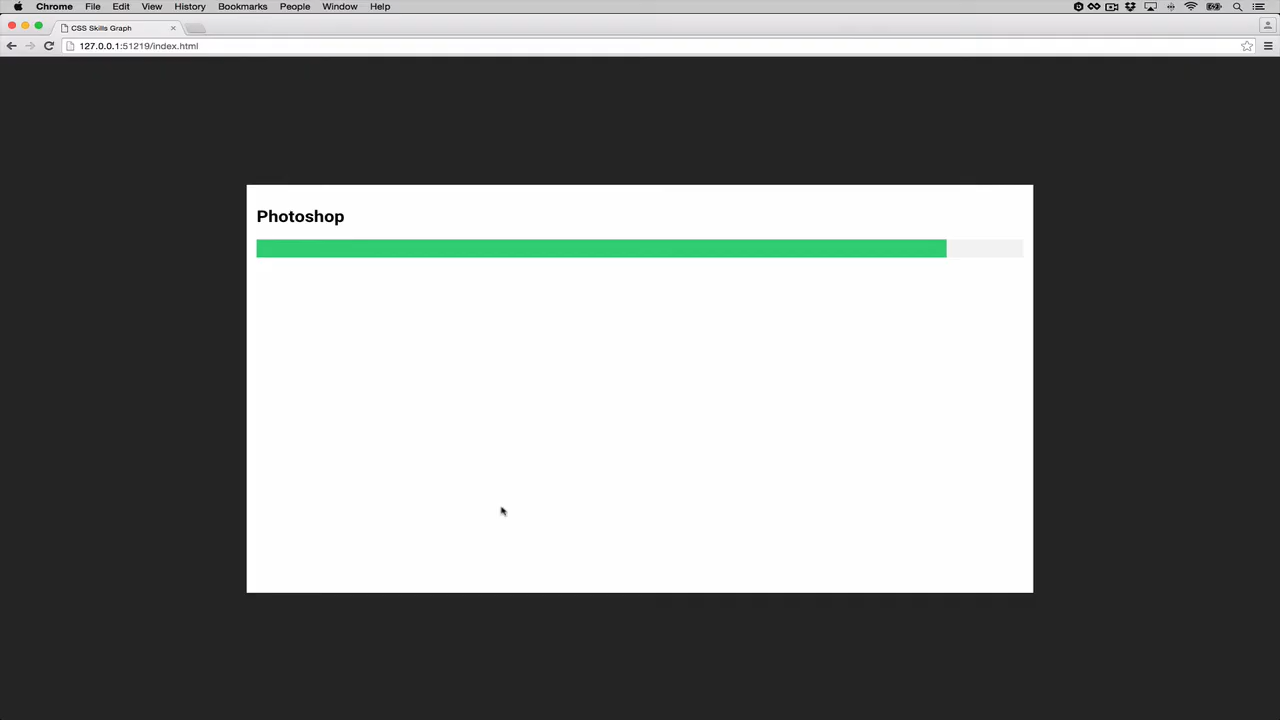 Chrome File Edit View History Bookmarks People Window Help
CSS Skills Graph
127.0.0.1:51219/index.html
Photoshop